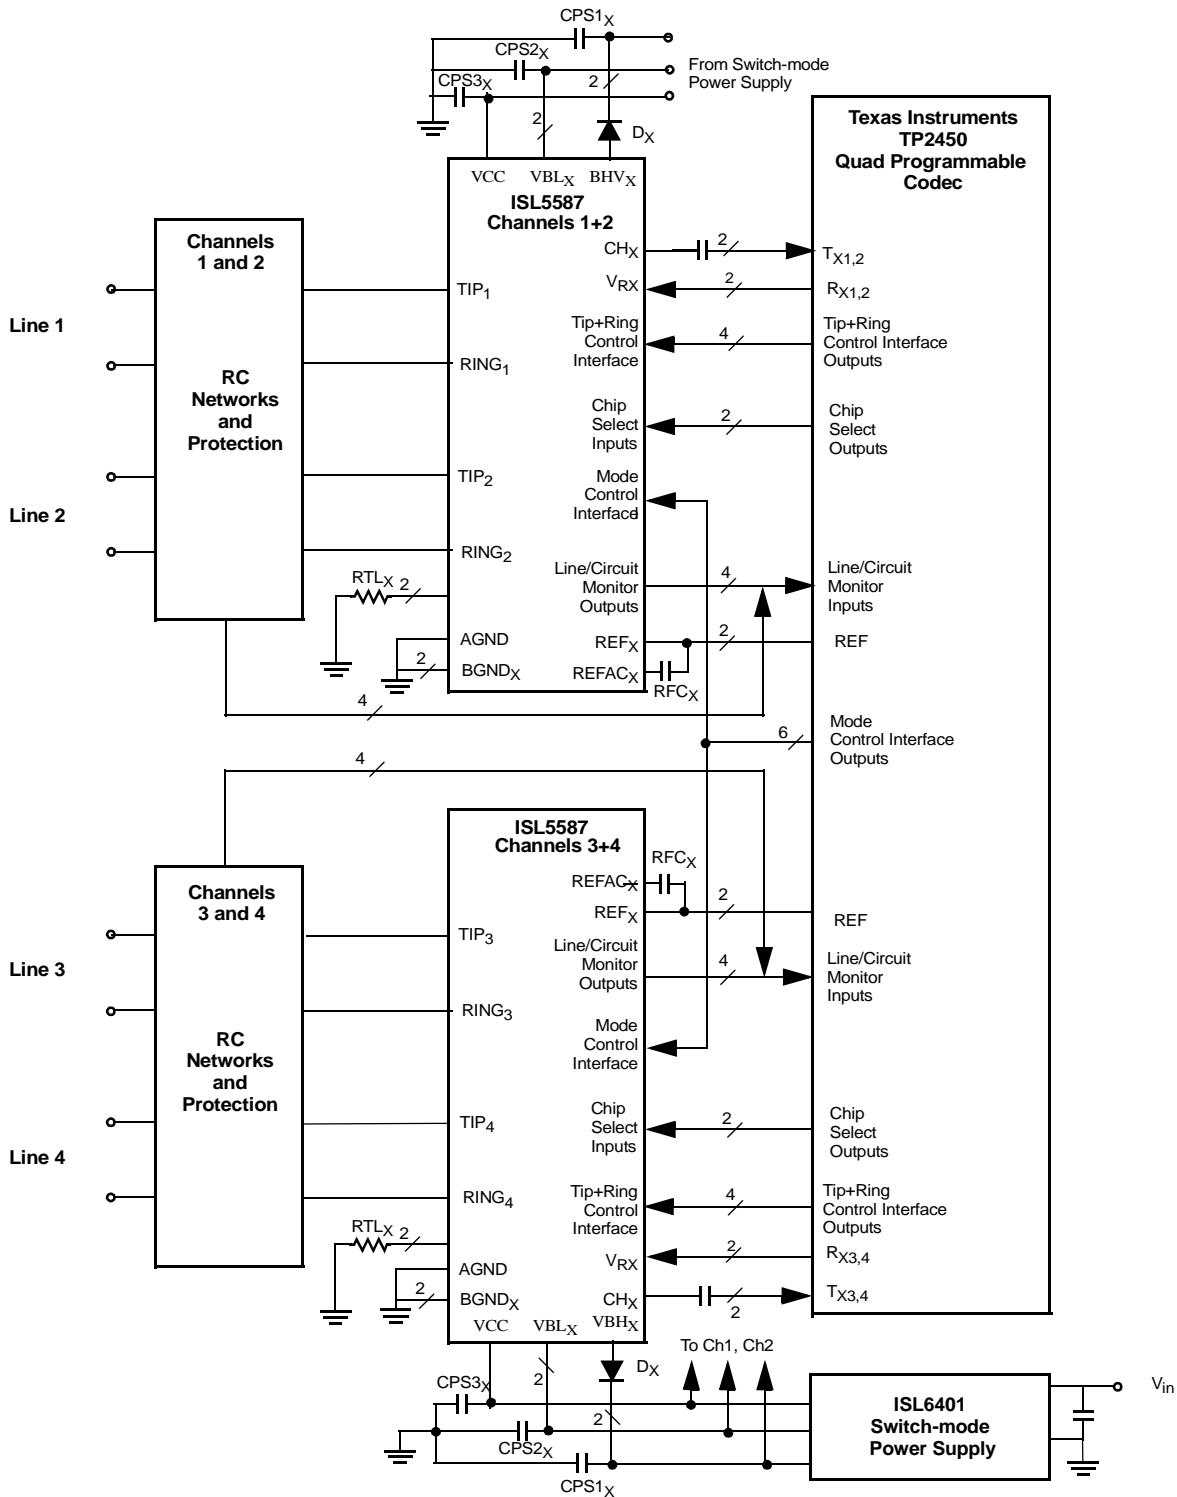 CPS1X
CPS2X
CPS3X
2
2
From Switch-mode
Power Supply
DX
VCC
VBLX
BHVX
ISL5587
Channels 1+2
Texas Instruments
TP2450
Quad Programmable
Codec
Channels
1 and 2
RC
Networks
and
Protection
Line 1
Line 2
TIP1
RING1
TIP2
RING2
RTLX
2
AGND
2
BGNDX
CHX
2
TX1,2
VRX
2
RX1,2
Tip+Ring
Control
Interface
4
Tip+Ring
Control Interface
Outputs
Chip
Select
Inputs
2
Chip
Select
Outputs
Mode
Control
Interface
Line/Circuit
Monitor
Outputs
4
Line/Circuit
Monitor
Inputs
REFX
2
REF
REFACX
RFCX
4
6
Mode
Control Interface
Outputs
4
ISL5587
Channels 3+4
Channels
3 and 4
RC
Networks
and
Protection
Line 3
Line 4
TIP3
RING3
TIP4
RING4
RTLX
2
AGND
2
BGNDX
REFACX
RFCX
REFX
2
REF
Line/Circuit
Monitor
Outputs
4
Line/Circuit
Monitor
Inputs
Mode
Control
Interface
Chip
Select
Inputs
2
Chip
Select
Outputs
Tip+Ring
Control
Interface
4
Tip+Ring
Control Interface
Outputs
VRX
2
RX3,4
CHX
2
TX3,4
VCC
VBLX
VBHX
2
DX
To Ch1, Ch2
CPS3X
2
CPS2X
CPS1X
ISL6401
Switch-mode
Power Supply
Vin